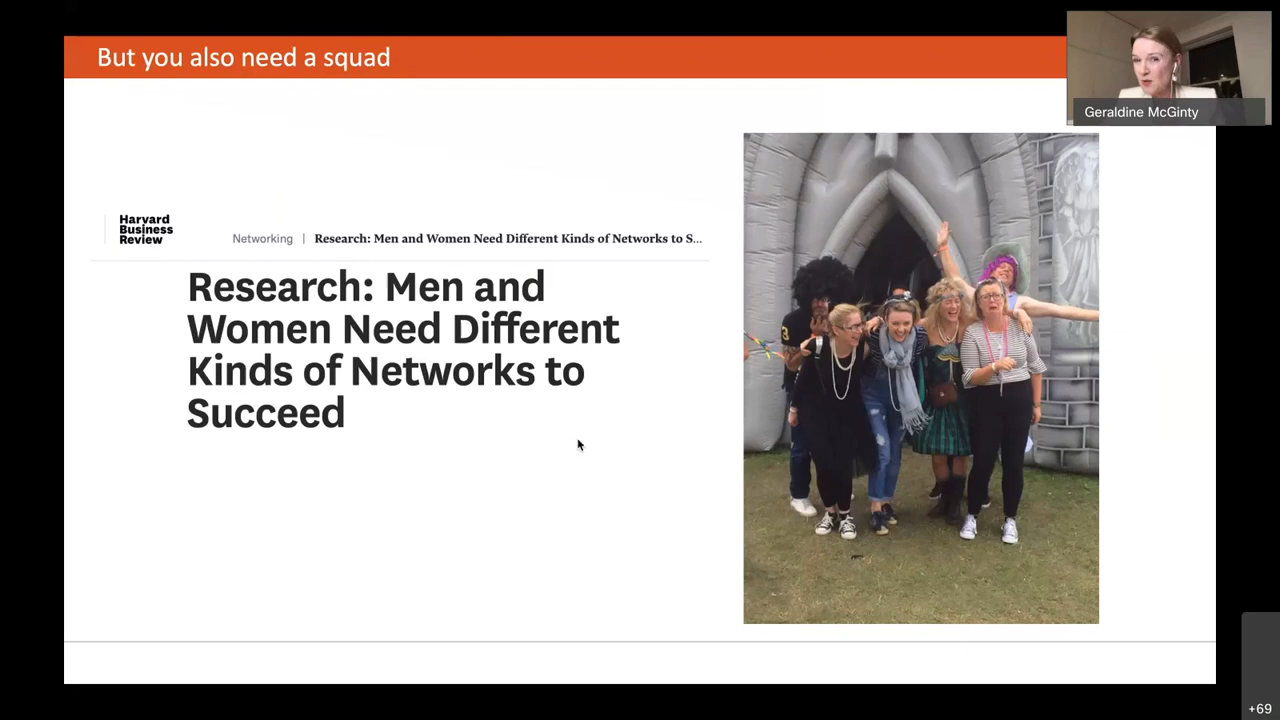 But you also need a squad
Geraldine McGinty
Harvard
Business
Review
Networking | Research: Men and Women Need Different Kinds of Networks to S...
Research: Men and
Women Need Different
Kinds of Networks to
Succeed
3
+69